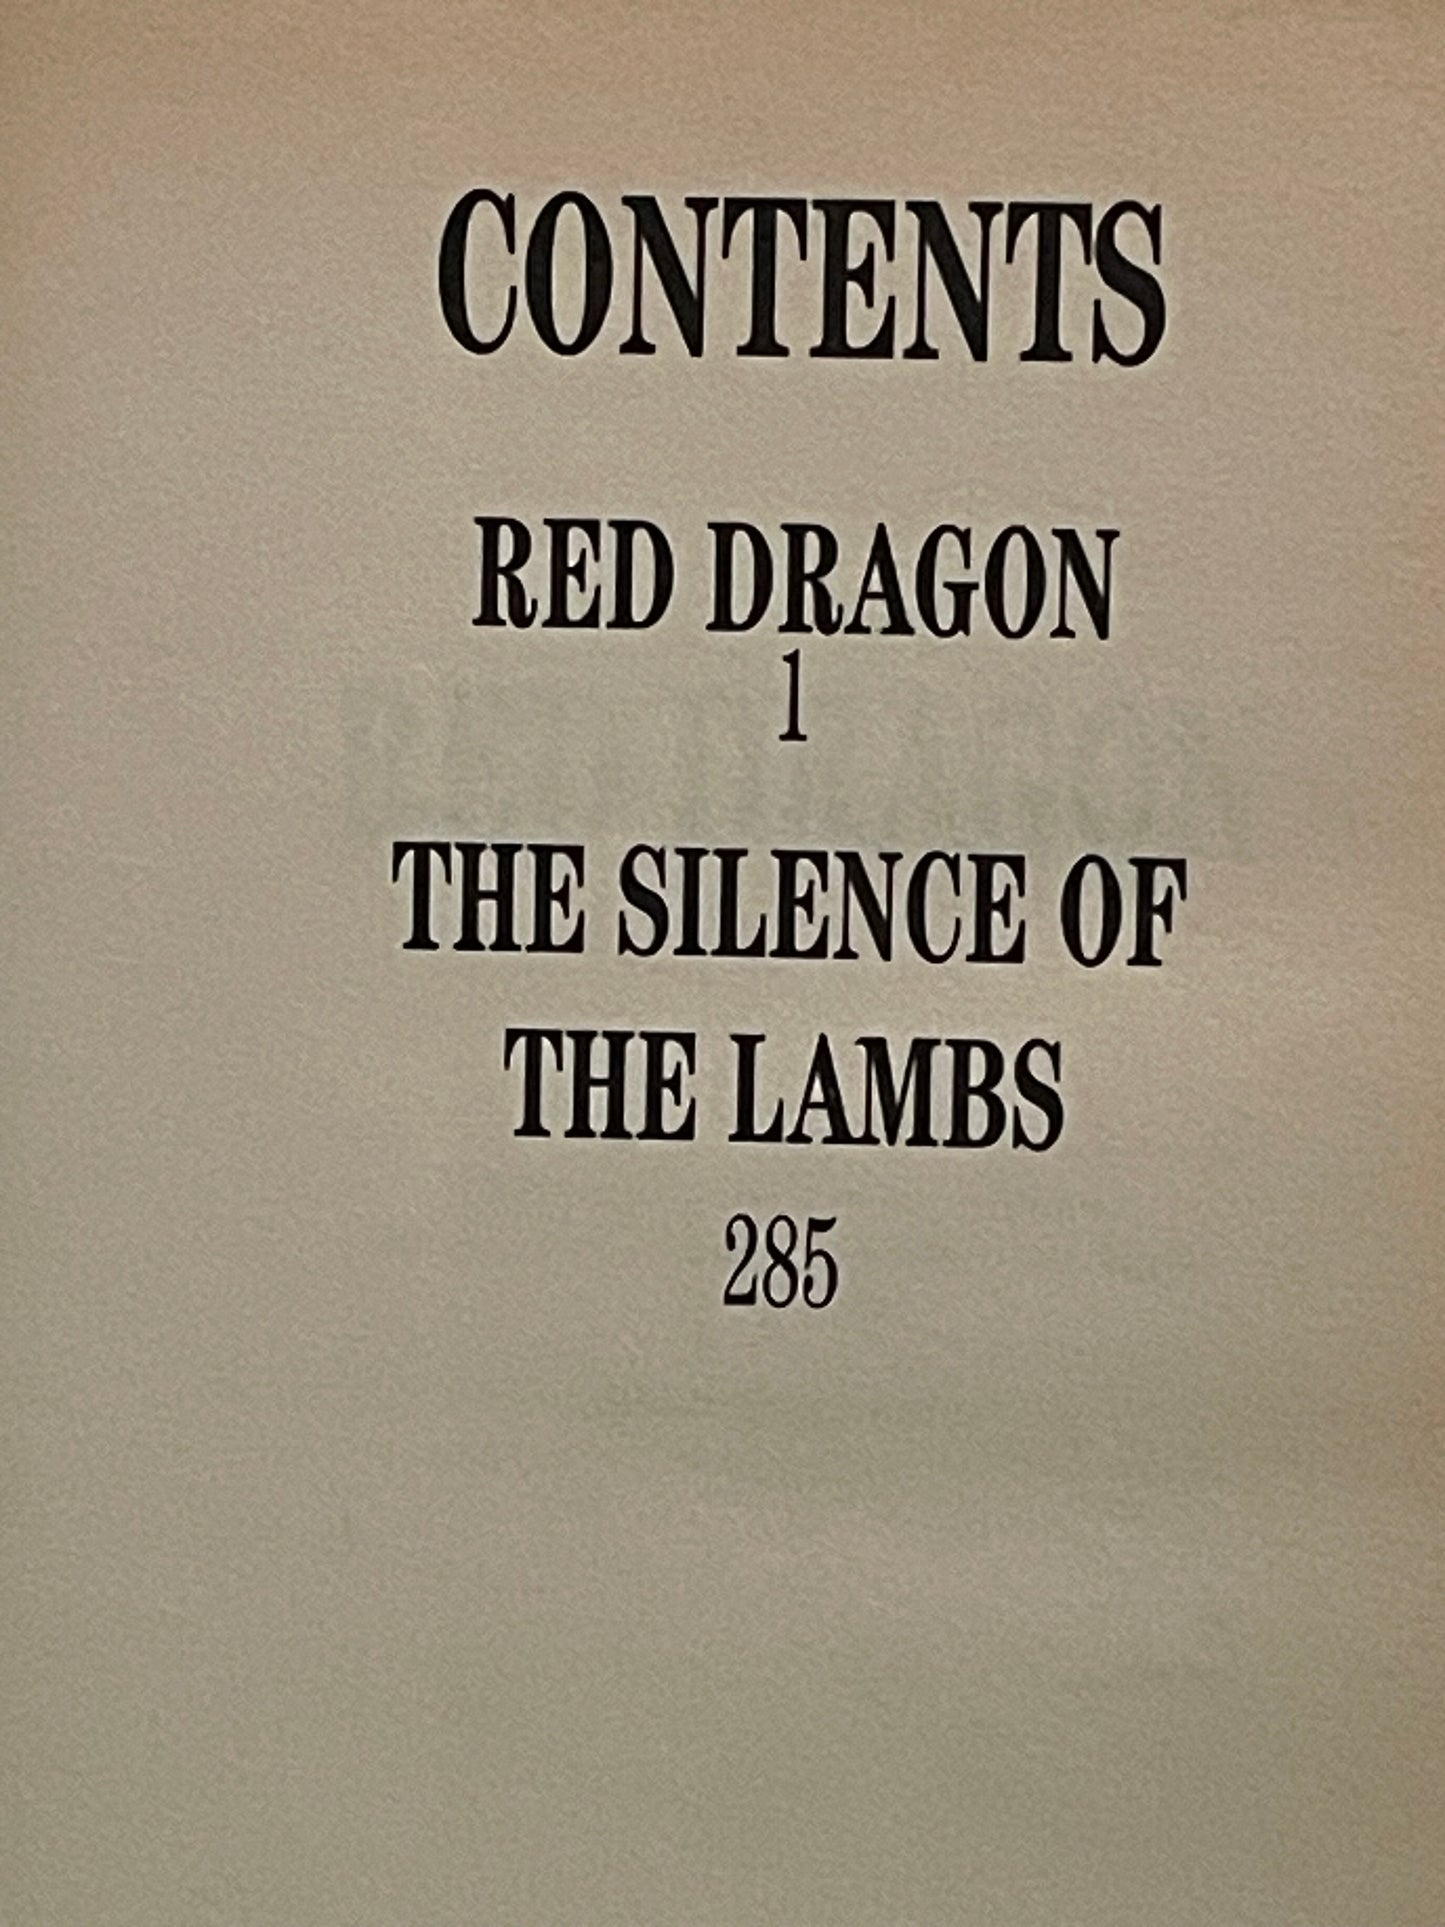 CONTENTS
RED DRAGON
1
THE SILENCE OF
THE LAMBS
285